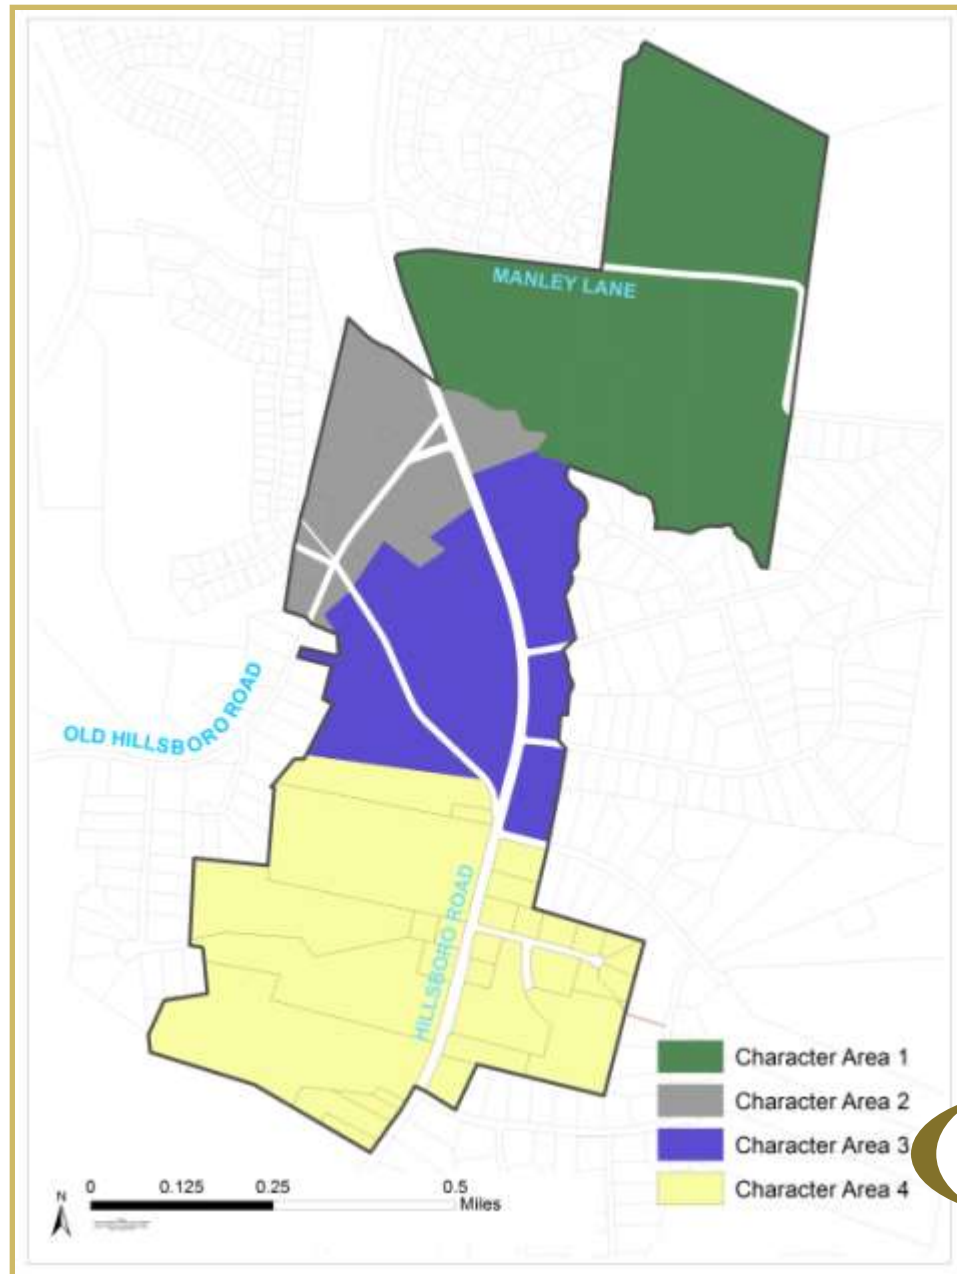 MANLEY LANE
OLD HILLSBORO ROAD
HILLSBORO ROAD
Character Area 1
Character Area 2
Character Area 3
Character Area 4
N
0 0.125 0.25 0.5
Miles